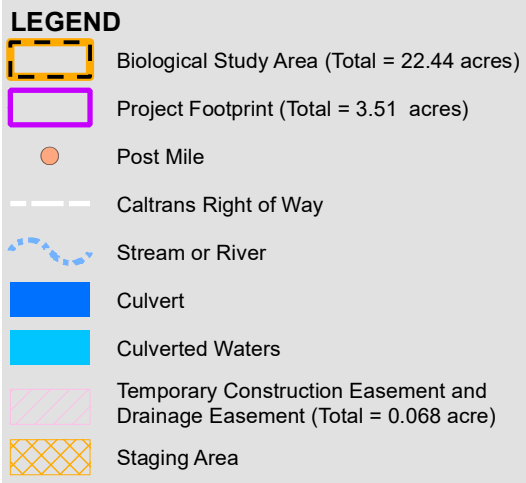 LEGEND
Biological Study Area (Total = 22.44 acres)
Project Footprint (Total = 3.51 acres)
Post Mile
Caltrans Right of Way
Stream or River
Culvert
Culverted Waters
Temporary Construction Easement and
Drainage Easement (Total = 0.068 acre)
Staging Area